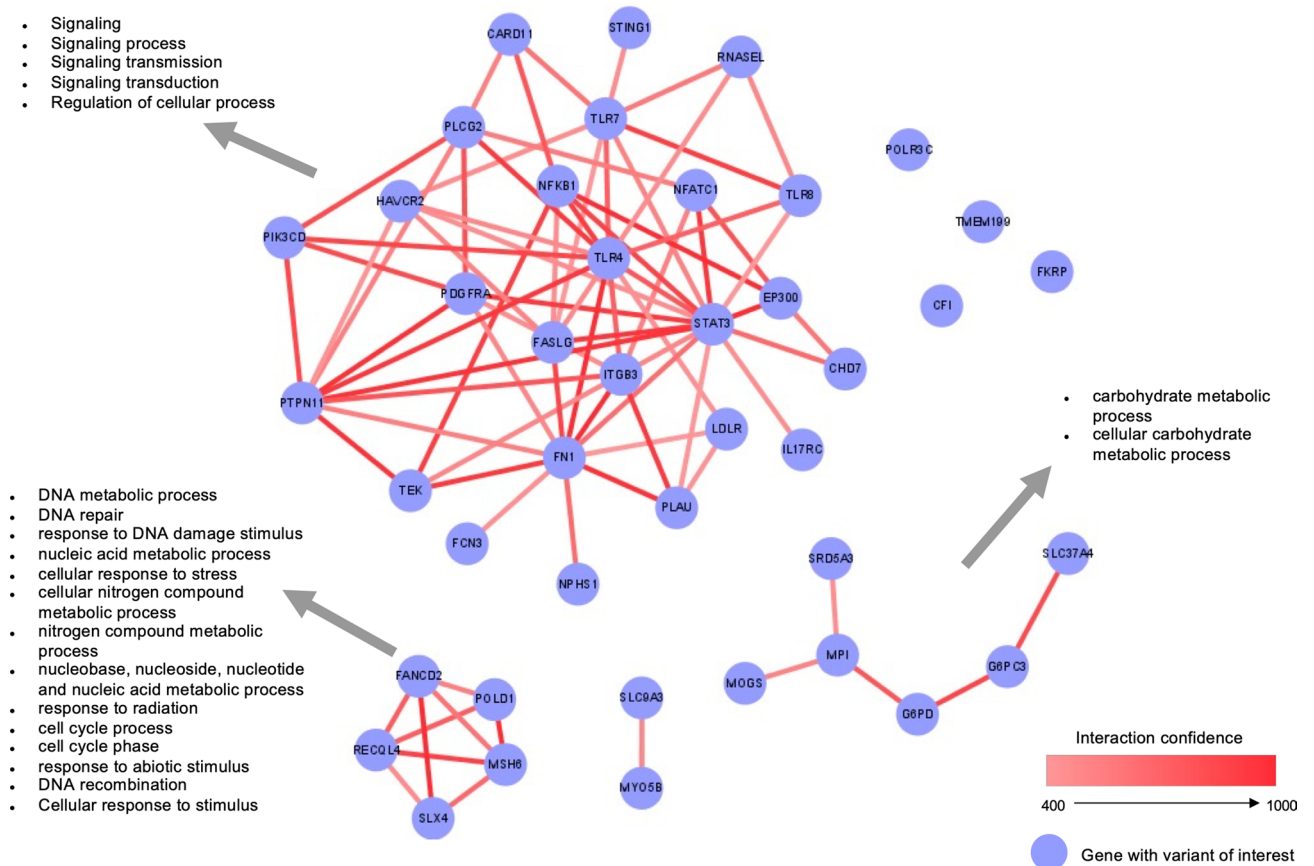 • Signaling
• Signaling process
• Signaling transmission
• Signaling transduction
• Regulation of cellular process
CARD11
STING1
RNASEL
PLCG2
TLR7
POLR3C
HAVCR2
NFKB1
NFATC1
TLR8
TMEM199
PIK3CD
TLR4
FKRP
PDGFRA
EP300
CFI
STAT3
FASLG
ITGB3
CHD7
PTPN11
LDLR
IL17RC
FN1
TEK
PLAU
FCN3
NPHS1
• carbohydrate metabolic
process
• cellular carbohydrate
metabolic process
• DNA metabolic process
• DNA repair
• response to DNA damage stimulus
• nucleic acid metabolic process
• cellular response to stress
• cellular nitrogen compound
metabolic process
• nitrogen compound metabolic
process
• nucleobase, nucleoside, nucleotide
and nucleic acid metabolic process
• response to radiation
• cell cycle process
• cell cycle phase
• response to abiotic stimulus
• DNA recombination
• Cellular response to stimulus
FANCD2
POLD1
RECQL4
MSH6
SLX4
SLC9A3
MYO5B
SRD5A3
SLC37A4
MPI
G6PC3
MOGS
G6PD
Interaction confidence
400
1000
Gene with variant of interest